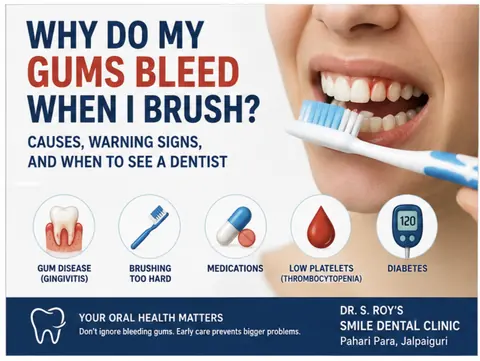 WHY DO MY
GUMS BLEED
WHEN I BRUSH?
CAUSES, WARNING SIGNS,
AND WHEN TO SEE A DENTIST
GUM DISEASE
(GINGIVITIS)
BRUSHING
TOO HARD
MEDICATIONS
LOW PLATELETS
(THROMBOCYTOPENIA)
120
DIABETES
YOUR ORAL HEALTH MATTERS
Don't ignore bleeding gums. Early care prevents bigger problems.
DR. S. ROY'S
SMILE DENTAL CLINIC
Pahari Para, Jalpaiguri